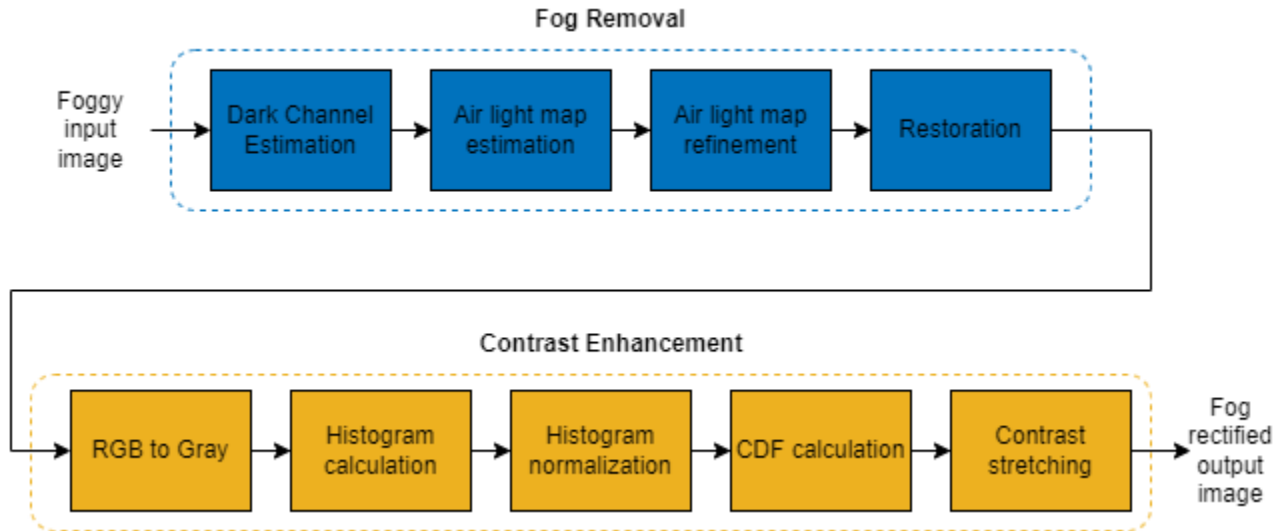 Fog Removal
Foggy
input
image
Dark Channel
Estimation
Air light map
estimation
Air light map
refinement
Restoration
Contrast Enhancement
RGB to Gray
Histogram
calculation
Histogram
normalization
CDF calculation
Contrast
stretching
Fog
rectified
output
image